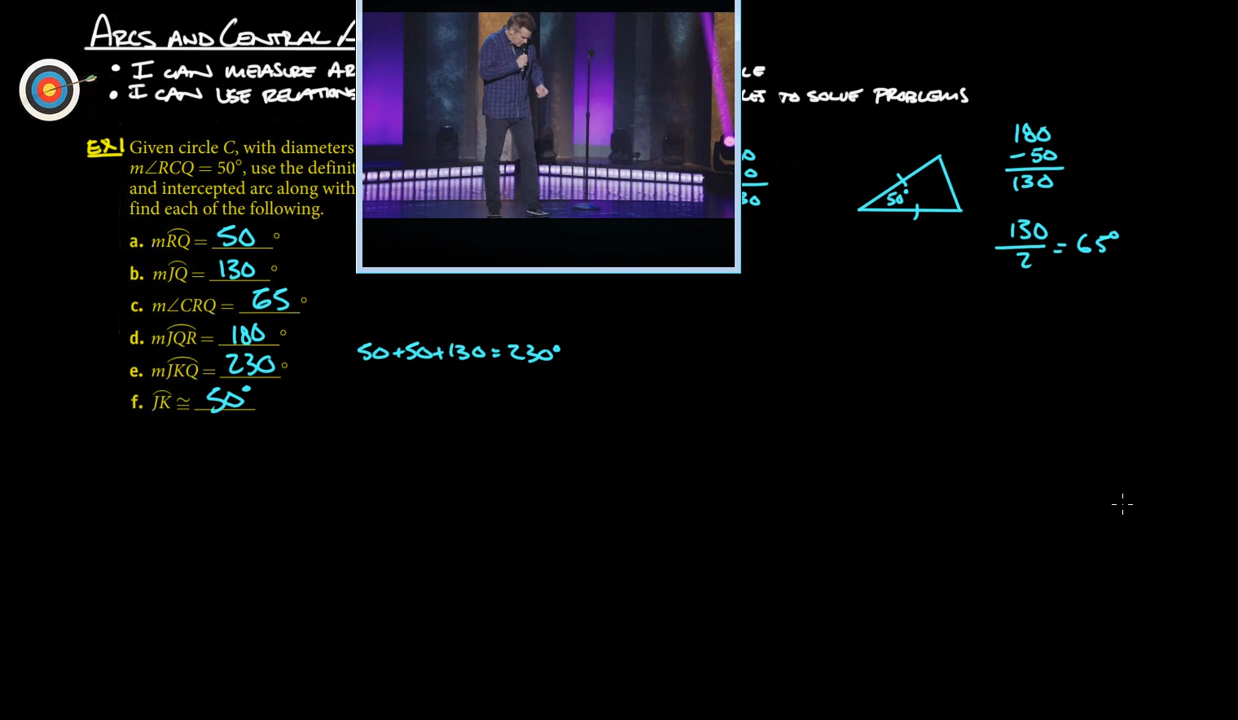 ARCS AND CENTRAL
• I CAN MEASURE AR
• I CAN USE RELATIONS
TO SOLVE PROBLEMS
EX1 Given circle C, with diameters
m∠RCQ = 50°, use the definit
and intercepted arc along with
find each of the following.
a. mRQ = 50 °
b. mJQ = 130 °
c. m∠CRQ = 65 °
d. mJQR = 180 °
e. mJKQ = 230 °
f. JK ≅ 50°
50+50+130=230°
50°
180
-50
130
130
2 = 65°